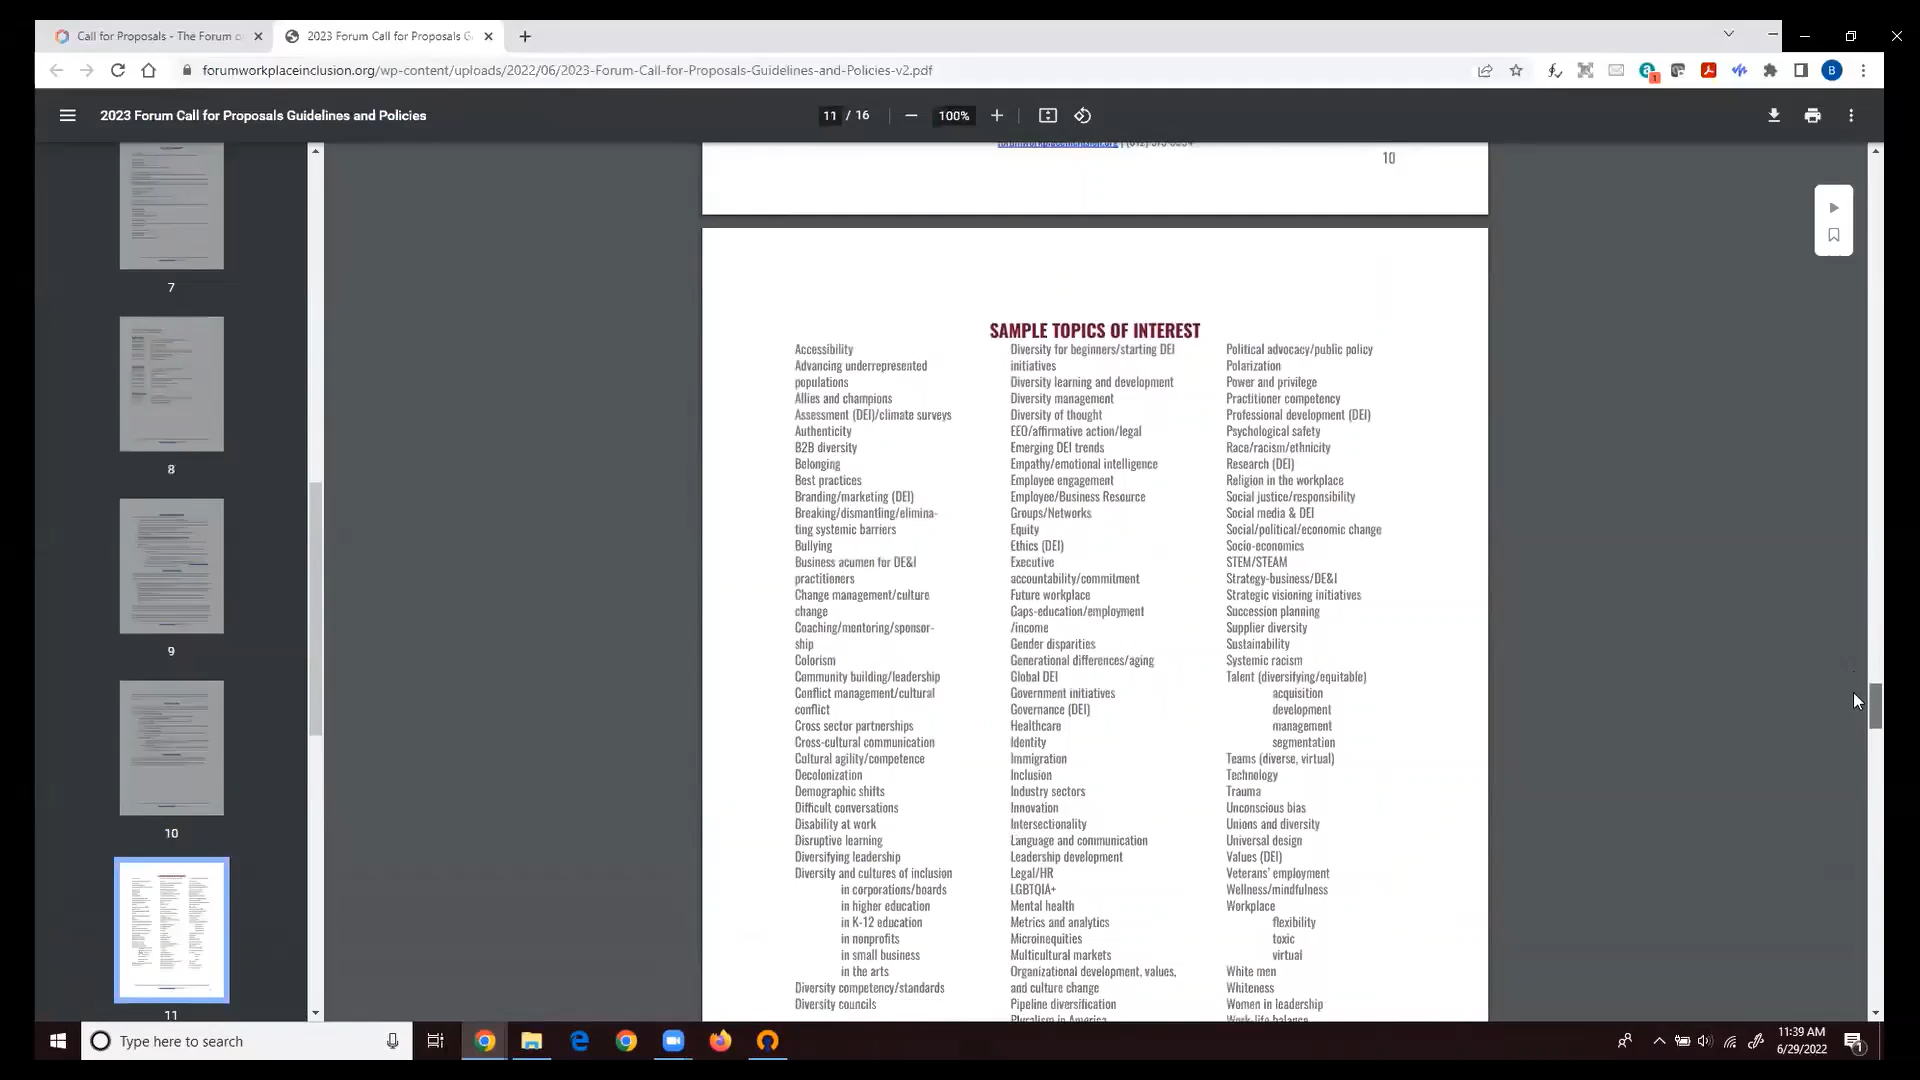 Call for Proposals - The Forum o
2023 Forum Call for Proposals G
forumworkplaceinclusion.org/wp-content/uploads/2022/06/2023-Forum-Call-for-Proposals-Guidelines-and-Policies-v2.pdf
2023 Forum Call for Proposals Guidelines and Policies
11 / 16
100%
7
8
9
10
11
10
SAMPLE TOPICS OF INTEREST
Accessibility
Advancing underrepresented
populations
Allies and champions
Assessment (DEI)/climate surveys
Authenticity
B2B diversity
Belonging
Best practices
Branding/marketing (DEI)
Breaking/dismantling/elimina-
ting systemic barriers
Bullying
Business acumen for DE&I
practitioners
Change management/culture
change
Coaching/mentoring/sponsor-
ship
Colorism
Community building/leadership
Conflict management/cultural
conflict
Cross sector partnerships
Cross-cultural communication
Cultural agility/competence
Decolonization
Demographic shifts
Difficult conversations
Disability at work
Disruptive learning
Diversifying leadership
Diversity and cultures of inclusion
in corporations/boards
in higher education
in K-12 education
in nonprofits
in small business
in the arts
Diversity competency/standards
Diversity councils
Diversity for beginners/starting DEI
initiatives
Diversity learning and development
Diversity management
Diversity of thought
EEO/affirmative action/legal
Emerging DEI trends
Empathy/emotional intelligence
Employee engagement
Employee/Business Resource
Groups/Networks
Equity
Ethics (DEI)
Executive
accountability/commitment
Future workplace
Gaps-education/employment
/income
Gender disparities
Generational differences/aging
Global DEI
Government initiatives
Governance (DEI)
Healthcare
Identity
Immigration
Inclusion
Industry sectors
Innovation
Intersectionality
Language and communication
Leadership development
Legal/HR
LGBTQIA+
Mental health
Metrics and analytics
Microinequities
Multicultural markets
Organizational development, values,
and culture change
Pipeline diversification
Pluralism in America
Political advocacy/public policy
Polarization
Power and privilege
Practitioner competency
Professional development (DEI)
Psychological safety
Race/racism/ethnicity
Research (DEI)
Religion in the workplace
Social justice/responsibility
Social media & DEI
Social/political/economic change
Socio-economics
STEM/STEAM
Strategy-business/DE&I
Strategic visioning initiatives
Succession planning
Supplier diversity
Sustainability
Systemic racism
Talent (diversifying/equitable)
acquisition
development
management
segmentation
Teams (diverse, virtual)
Technology
Trauma
Unconscious bias
Unions and diversity
Universal design
Values (DEI)
Veterans' employment
Wellness/mindfulness
Workplace
flexibility
toxic
virtual
White men
Whiteness
Women in leadership
Work-life balance
Type here to search
11:39 AM
6/29/2022